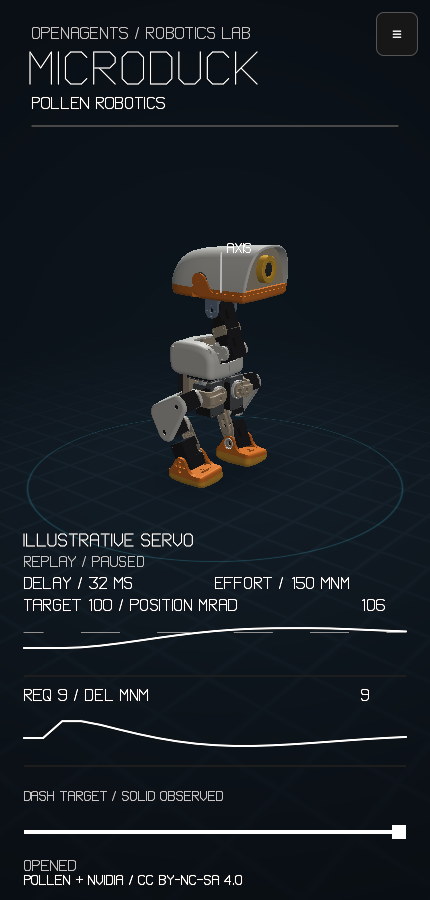 OPENAGENTS / ROBOTICS LAB
≡
MICRODUCK
POLLEN ROBOTICS
AXIS
ILLUSTRATIVE SERVO
REPLAY / PAUSED
DELAY / 32 MS EFFORT / 150 MNM
TARGET 100 / POSITION MRAD 106
REQ 9 / DEL MNM 9
DASH TARGET / SOLID OBSERVED
OPENED
POLLEN + NVIDIA / CC BY-NC-SA 4.0